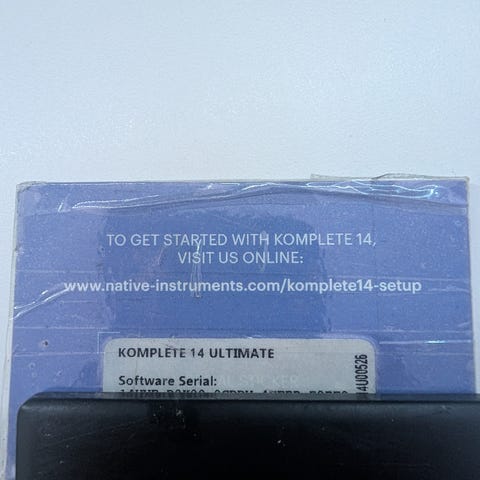 TO GET STARTED WITH KOMPLETE 14,
VISIT US ONLINE:
www.native-instruments.com/komplete14-setup
KOMPLETE 14 ULTIMATE
Software Serial: